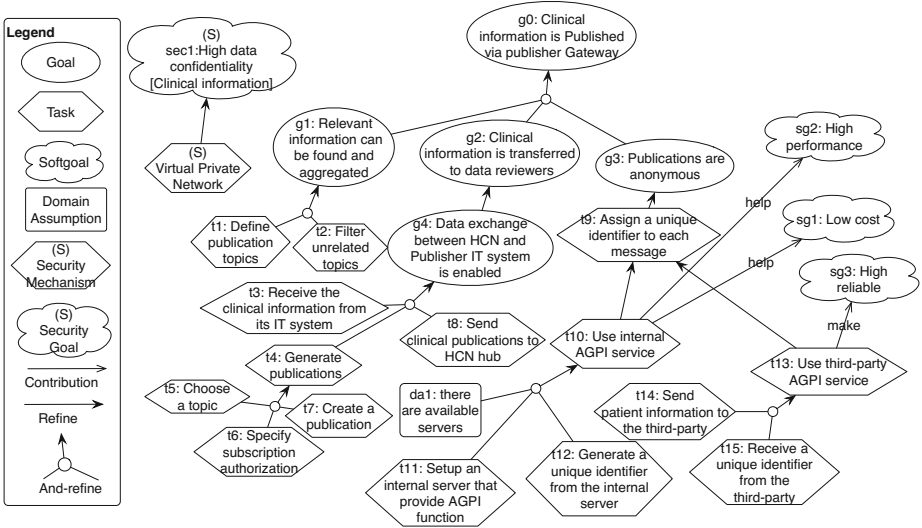 Legend
Goal
Task
Softgoal
Domain
Assumption
(S)
Security
Mechanism
(S)
Security
Goal
Contribution
Refine
And-refine
(S)
sec1:High data
confidentiality
[Clinical information]
(S)
Virtual Private
Network
g0: Clinical
information is Published
via publisher Gateway
g1: Relevant
information can
be found and
aggregated
g2: Clinical
information is transferred
to data reviewers
g3: Publications are
anonymous
sg2: High
performance
help
sg1: Low cost
help
sg3: High
reliable
make
t1: Define
publication
topics
t2: Filter
unrelated
topics
g4: Data exchange
between HCN and
Publisher IT system
is enabled
t9: Assign a unique
identifier to each
message
t3: Receive the
clinical information from
its IT system
t8: Send
clinical publications to
HCN hub
t10: Use internal
AGPI service
t13: Use third-party
AGPI service
t4: Generate
publications
t5: Choose
a topic
t7: Create a
publication
t6: Specify
subscription
authorization
da1: there
are available
servers
t14: Send
patient information to
the third-party
t11: Setup an
internal server that
provide AGPI
function
t12: Generate a
unique identifier
from the internal
server
t15: Receive a
unique identifier
from the
third-party